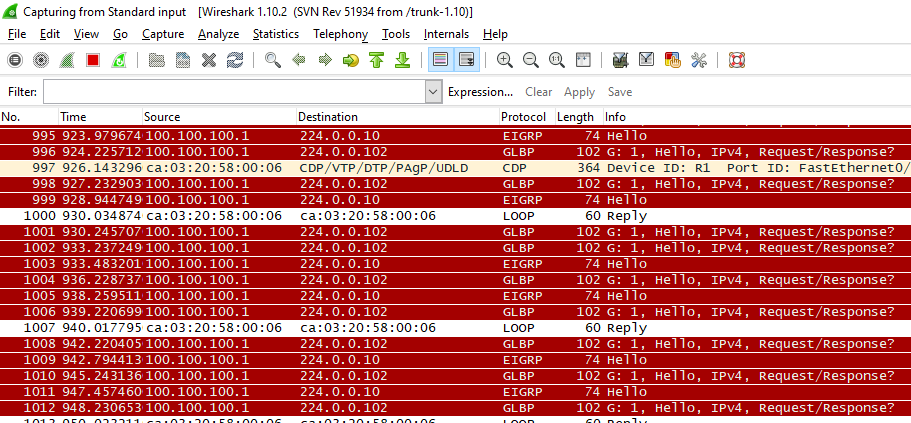 Capturing from Standard input [Wireshark 1.10.2 (SVN Rev 51934 from /trunk-1.10)]
File Edit View Go Capture Analyze Statistics Telephony Tools Internals Help
Filter: Expression... Clear Apply Save
No. Time Source Destination Protocol Length Info
995 923.979674 100.100.100.1 224.0.0.10 EIGRP 74 Hello
996 924.225712 100.100.100.1 224.0.0.102 GLBP 102 G: 1, Hello, IPv4, Request/Response?
997 926.143296 ca:03:20:58:00:06 CDP/VTP/DTP/PAgP/UDLD CDP 364 Device ID: R1 Port ID: FastEthernet0/
998 927.232903 100.100.100.1 224.0.0.102 GLBP 102 G: 1, Hello, IPv4, Request/Response?
999 928.944749 100.100.100.1 224.0.0.10 EIGRP 74 Hello
1000 930.034874 ca:03:20:58:00:06 ca:03:20:58:00:06 LOOP 60 Reply
1001 930.245707 100.100.100.1 224.0.0.102 GLBP 102 G: 1, Hello, IPv4, Request/Response?
1002 933.237249 100.100.100.1 224.0.0.102 GLBP 102 G: 1, Hello, IPv4, Request/Response?
1003 933.483201 100.100.100.1 224.0.0.10 EIGRP 74 Hello
1004 936.228737 100.100.100.1 224.0.0.102 GLBP 102 G: 1, Hello, IPv4, Request/Response?
1005 938.259511 100.100.100.1 224.0.0.10 EIGRP 74 Hello
1006 939.220699 100.100.100.1 224.0.0.102 GLBP 102 G: 1, Hello, IPv4, Request/Response?
1007 940.017795 ca:03:20:58:00:06 ca:03:20:58:00:06 LOOP 60 Reply
1008 942.220405 100.100.100.1 224.0.0.102 GLBP 102 G: 1, Hello, IPv4, Request/Response?
1009 942.794413 100.100.100.1 224.0.0.10 EIGRP 74 Hello
1010 945.243136 100.100.100.1 224.0.0.102 GLBP 102 G: 1, Hello, IPv4, Request/Response?
1011 947.457460 100.100.100.1 224.0.0.10 EIGRP 74 Hello
1012 948.230653 100.100.100.1 224.0.0.102 GLBP 102 G: 1, Hello, IPv4, Request/Response?